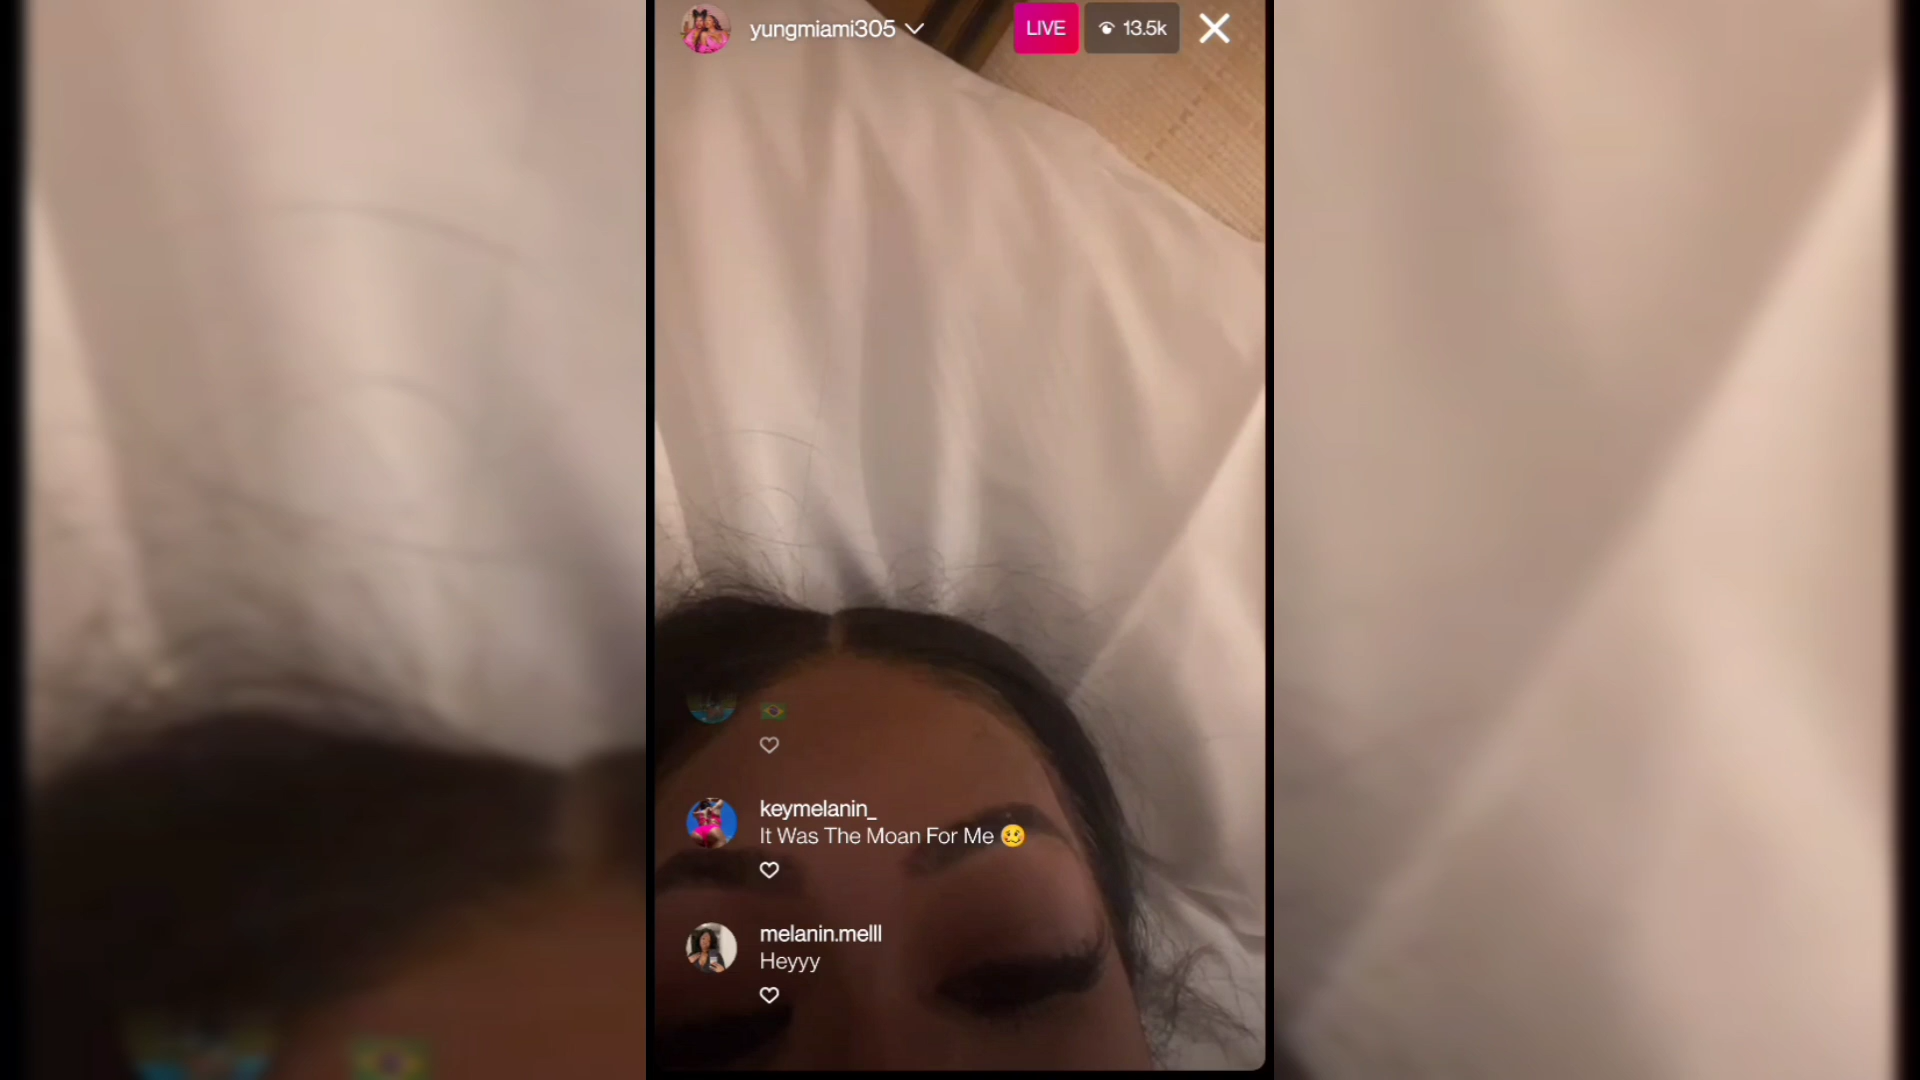 yungmiami305
LIVE
13.5k
keymelanin_
It Was The Moan For Me 🥴
melanin.melll
Heyyy